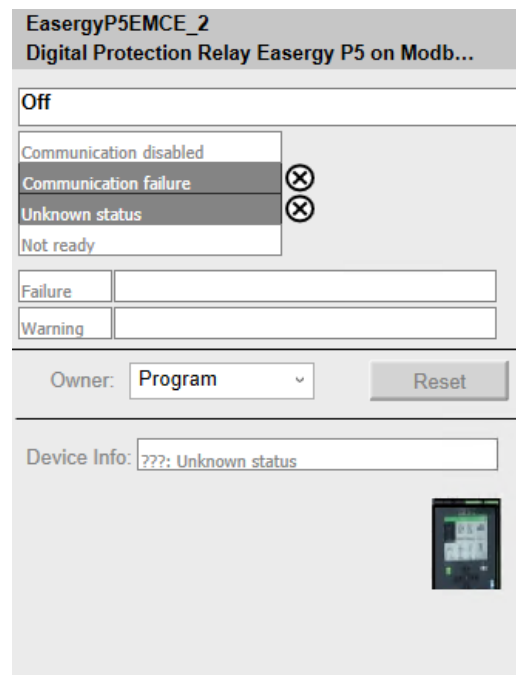 EasergyP5EMCE_2
Digital Protection Relay Easergy P5 on Modb...
Off
Communication disabled
Communication failure
Unknown status
Not ready
Failure
Warning
Owner: Program
Reset
Device Info: ???: Unknown status